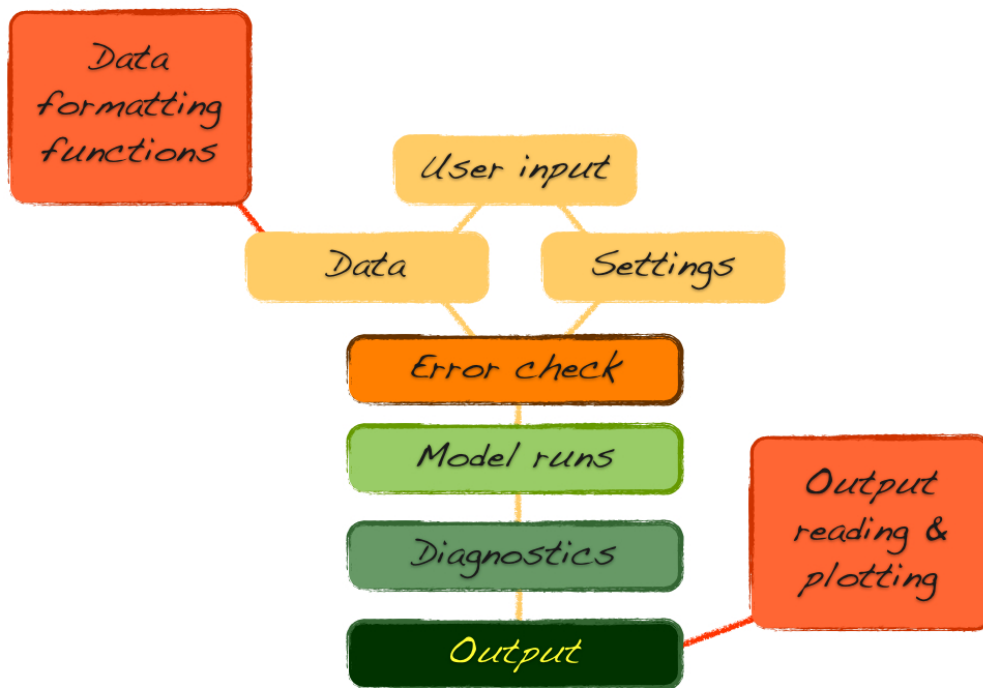 Data
formatting
functions
User input
Data
Settings
Error check
Model runs
Diagnostics
Output
reading &
plotting
Output